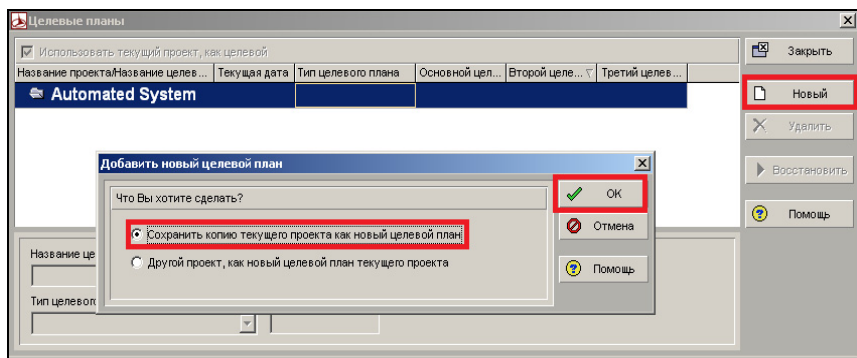 Целевые планы
Использовать текущий проект, как целевой
Закрыть
Название проекта/Название целев... Текущая дата Тип целевого плана Основной цел... Второй целе... Третий целев...
Automated System
Новый
Удалить
Добавить новый целевой план
Восстановить
Что Вы хотите сделать?
OK
Сохранить копию текущего проекта как новый целевой план
Отмена
Помощь
Название це
Другой проект, как новый целевой план текущего проекта
Помощь
Тип целевог